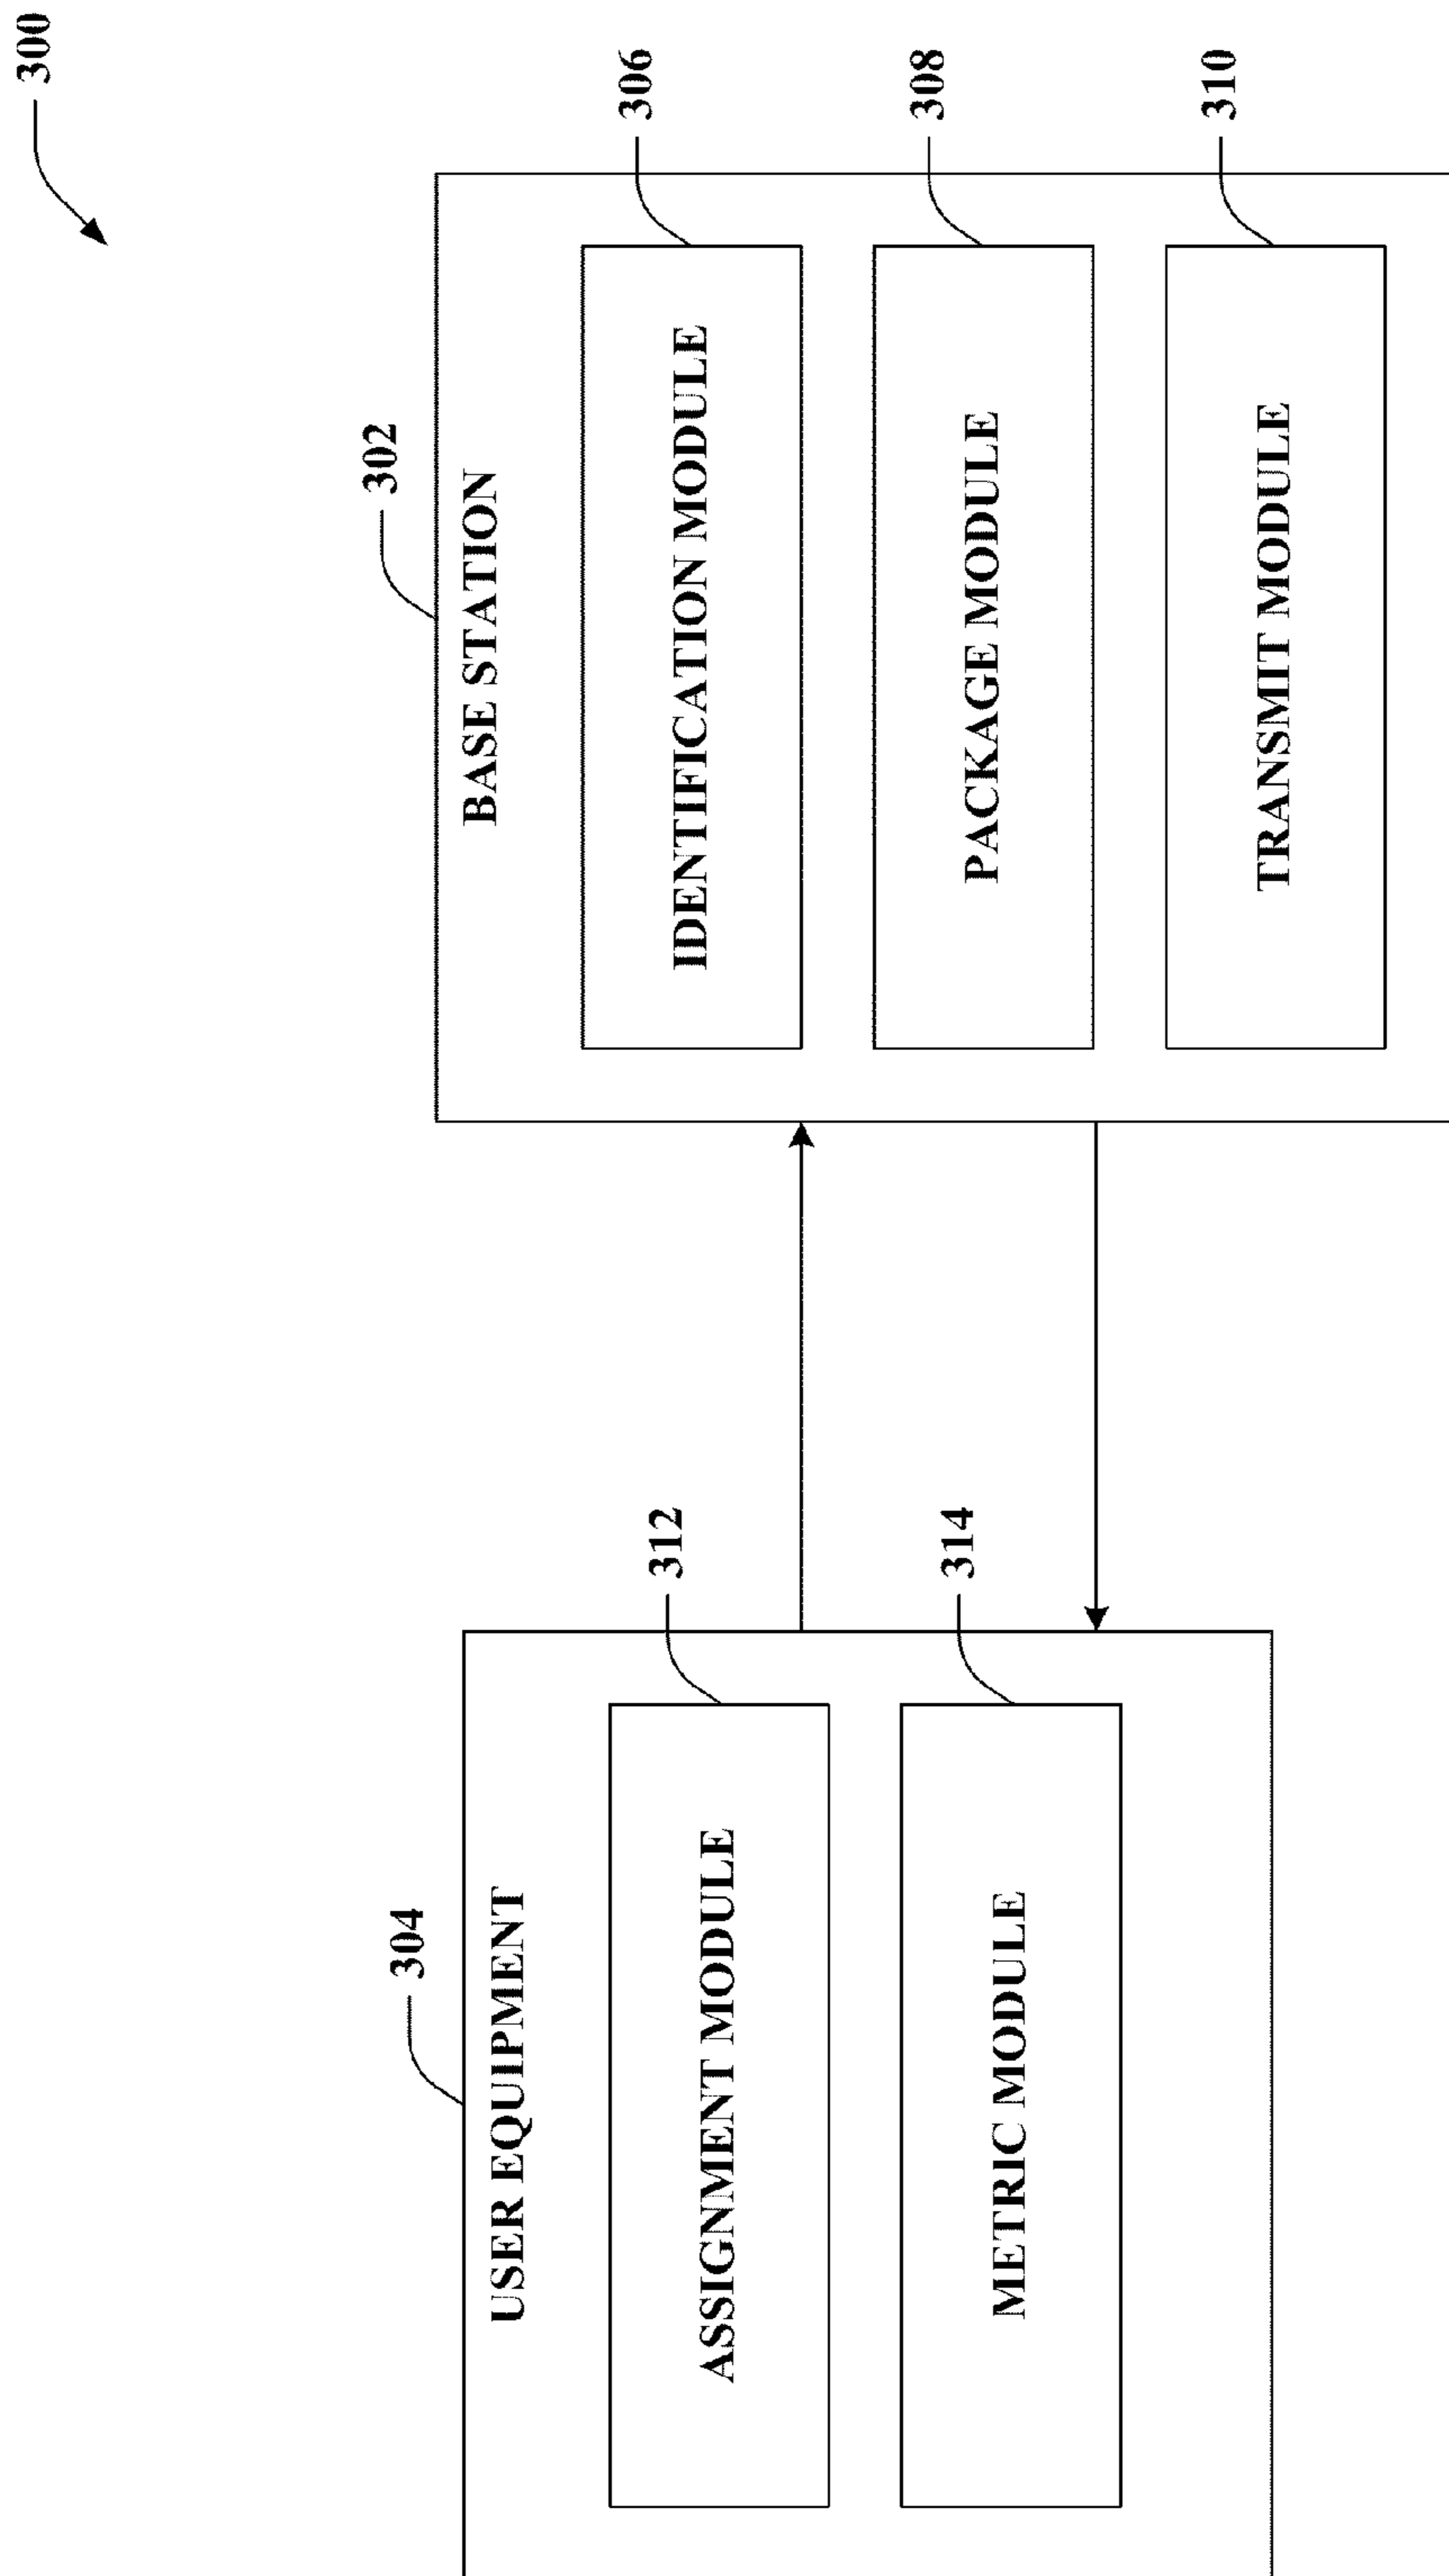 300
302
BASE STATION
306
IDENTIFICATION MODULE
308
PACKAGE MODULE
310
TRANSMIT MODULE
304
USER EQUIPMENT
312
ASSIGNMENT MODULE
314
METRIC MODULE